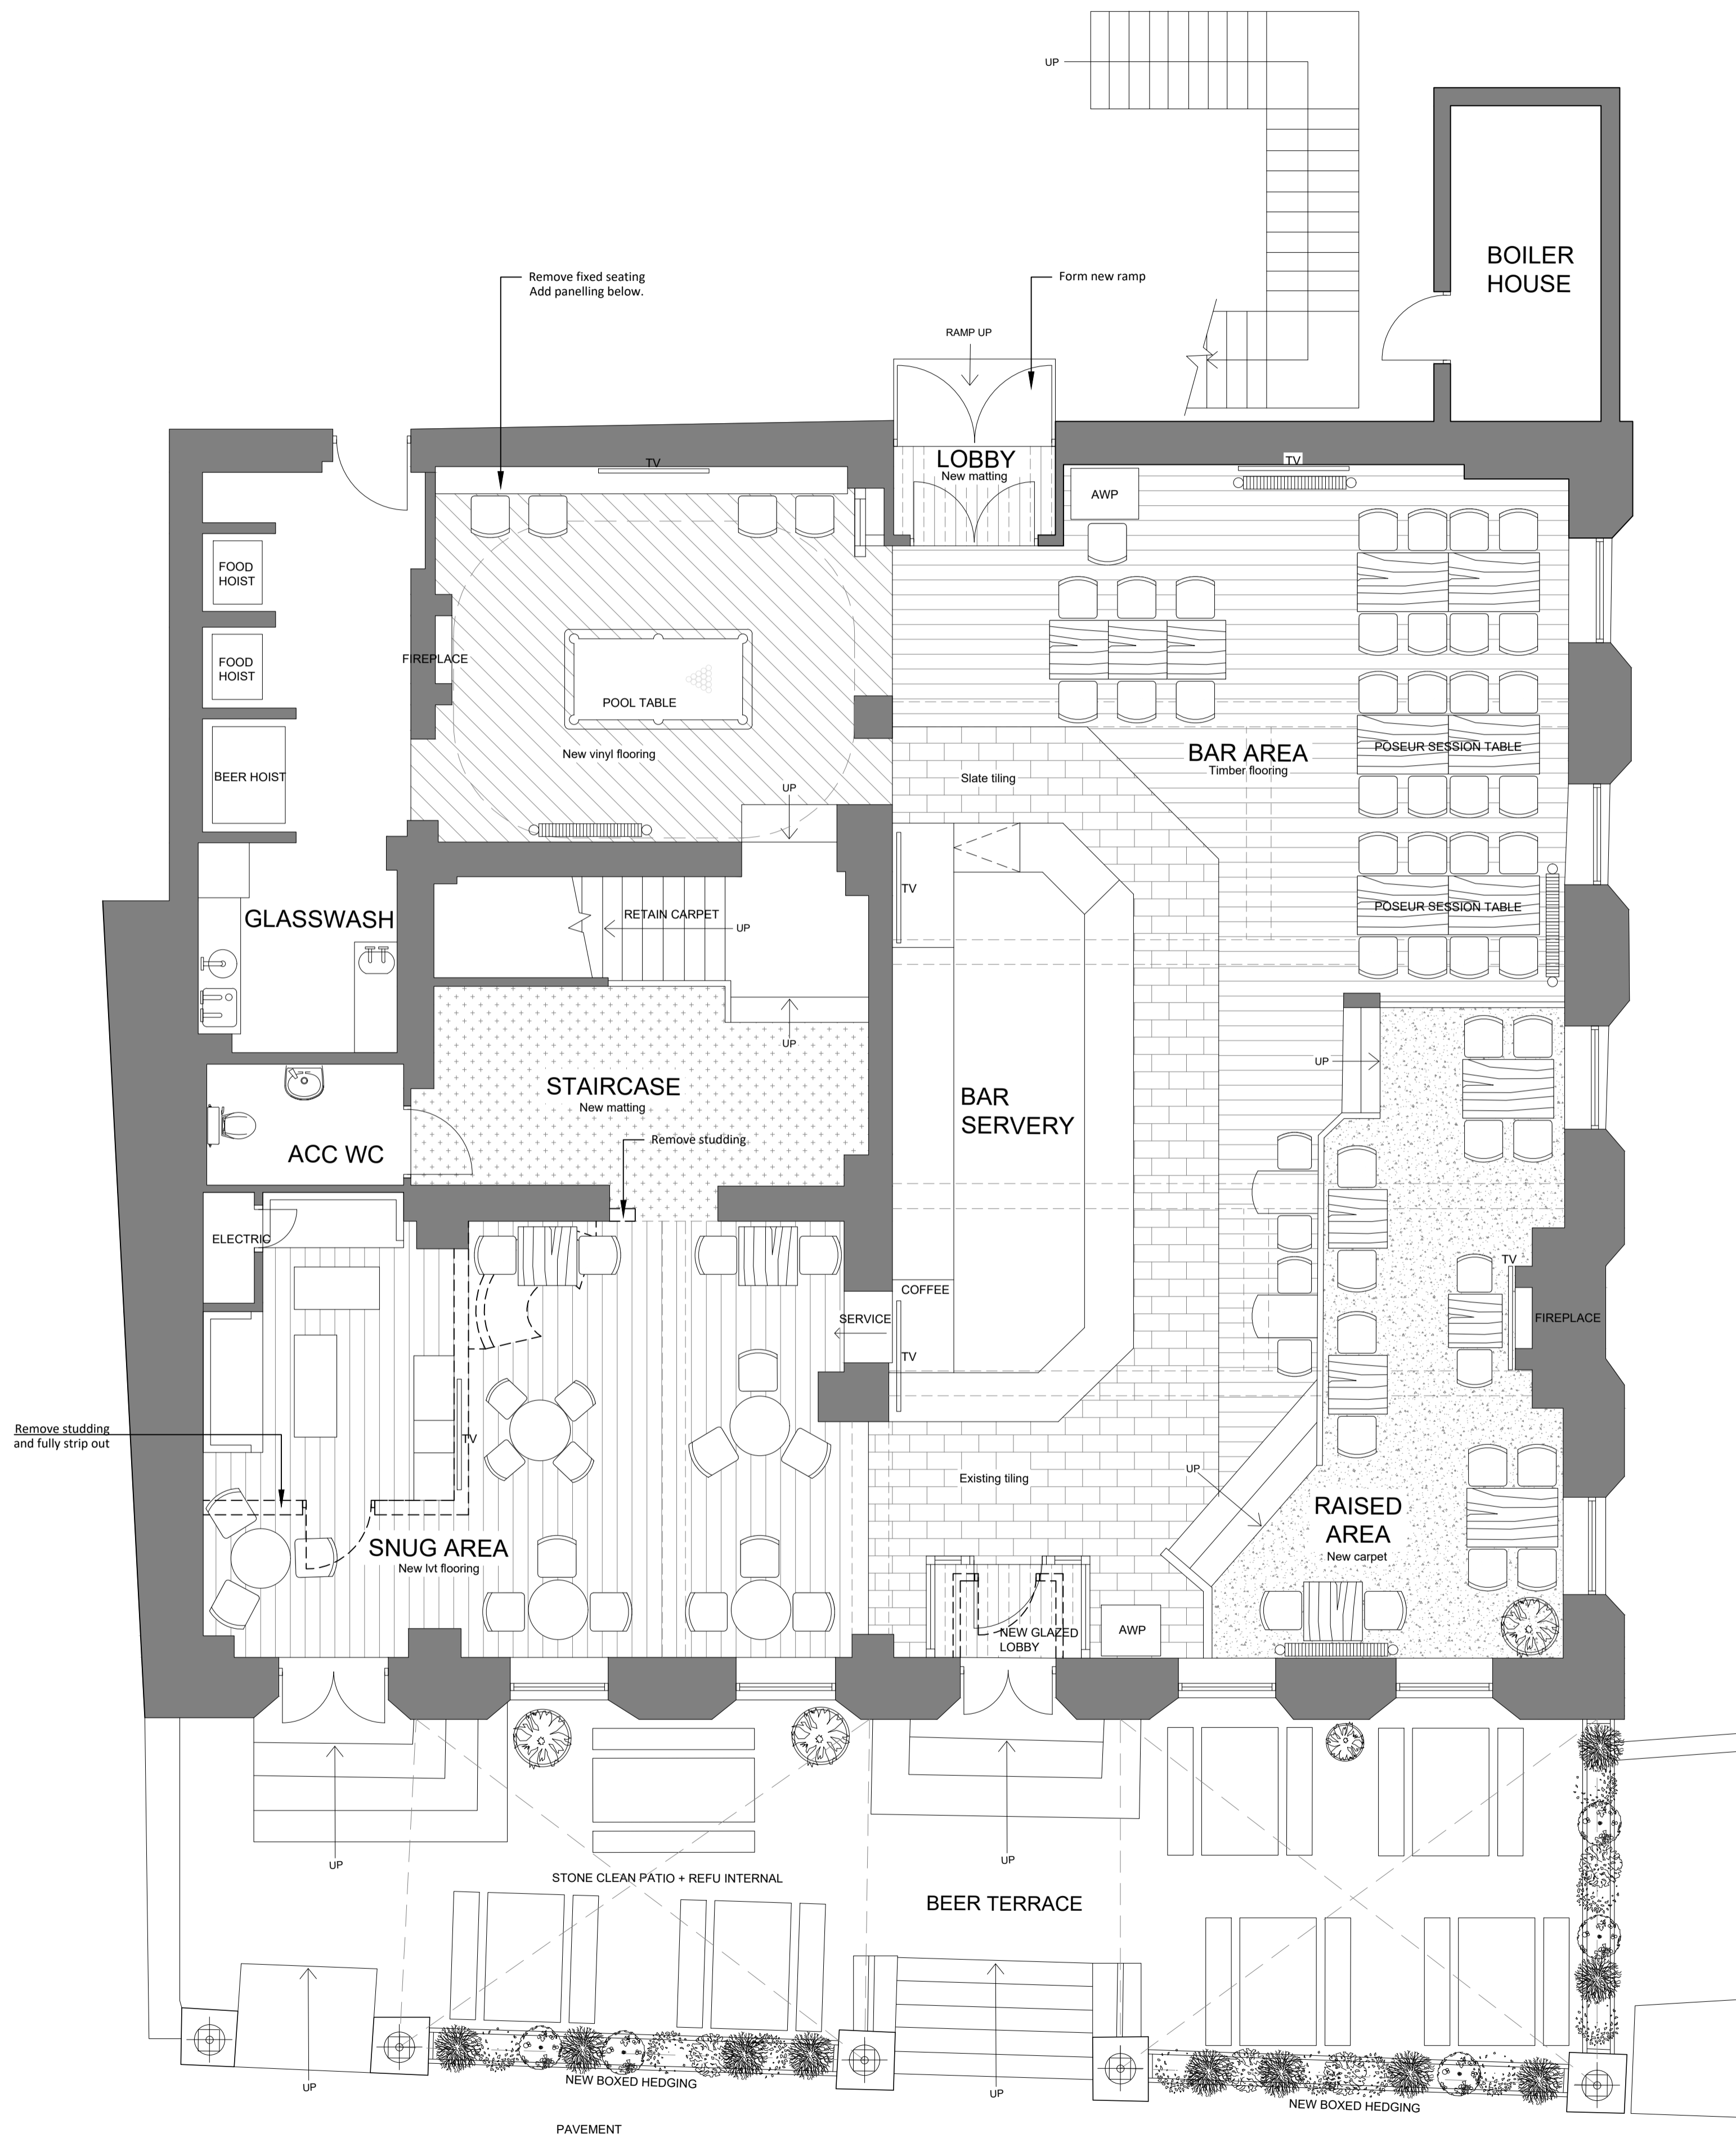 UP
BOILER
HOUSE
Remove fixed seating
Add panelling below.
Form new ramp
RAMP UP
TV
LOBBY
New matting
TV
AWP
FOOD
HOIST
FOOD
HOIST
FIREPLACE
POOL TABLE
New vinyl flooring
BEER HOIST
UP
Slate tiling
BAR AREA
Timber flooring
POSEUR SESSION TABLE
TV
POSEUR SESSION TABLE
GLASSWASH
RETAIN CARPET
UP
UP
UP
STAIRCASE
New matting
BAR
SERVERY
Remove studding
ACC WC
ELECTRIC
TV
COFFEE
SERVICE
FIREPLACE
TV
Remove studding
and fully strip out
TV
Existing tiling
UP
RAISED
AREA
New carpet
SNUG AREA
New lvt flooring
NEW GLAZED
LOBBY
AWP
UP
UP
STONE CLEAN PATIO + REFU INTERNAL
BEER TERRACE
UP
UP
NEW BOXED HEDGING
NEW BOXED HEDGING
PAVEMENT